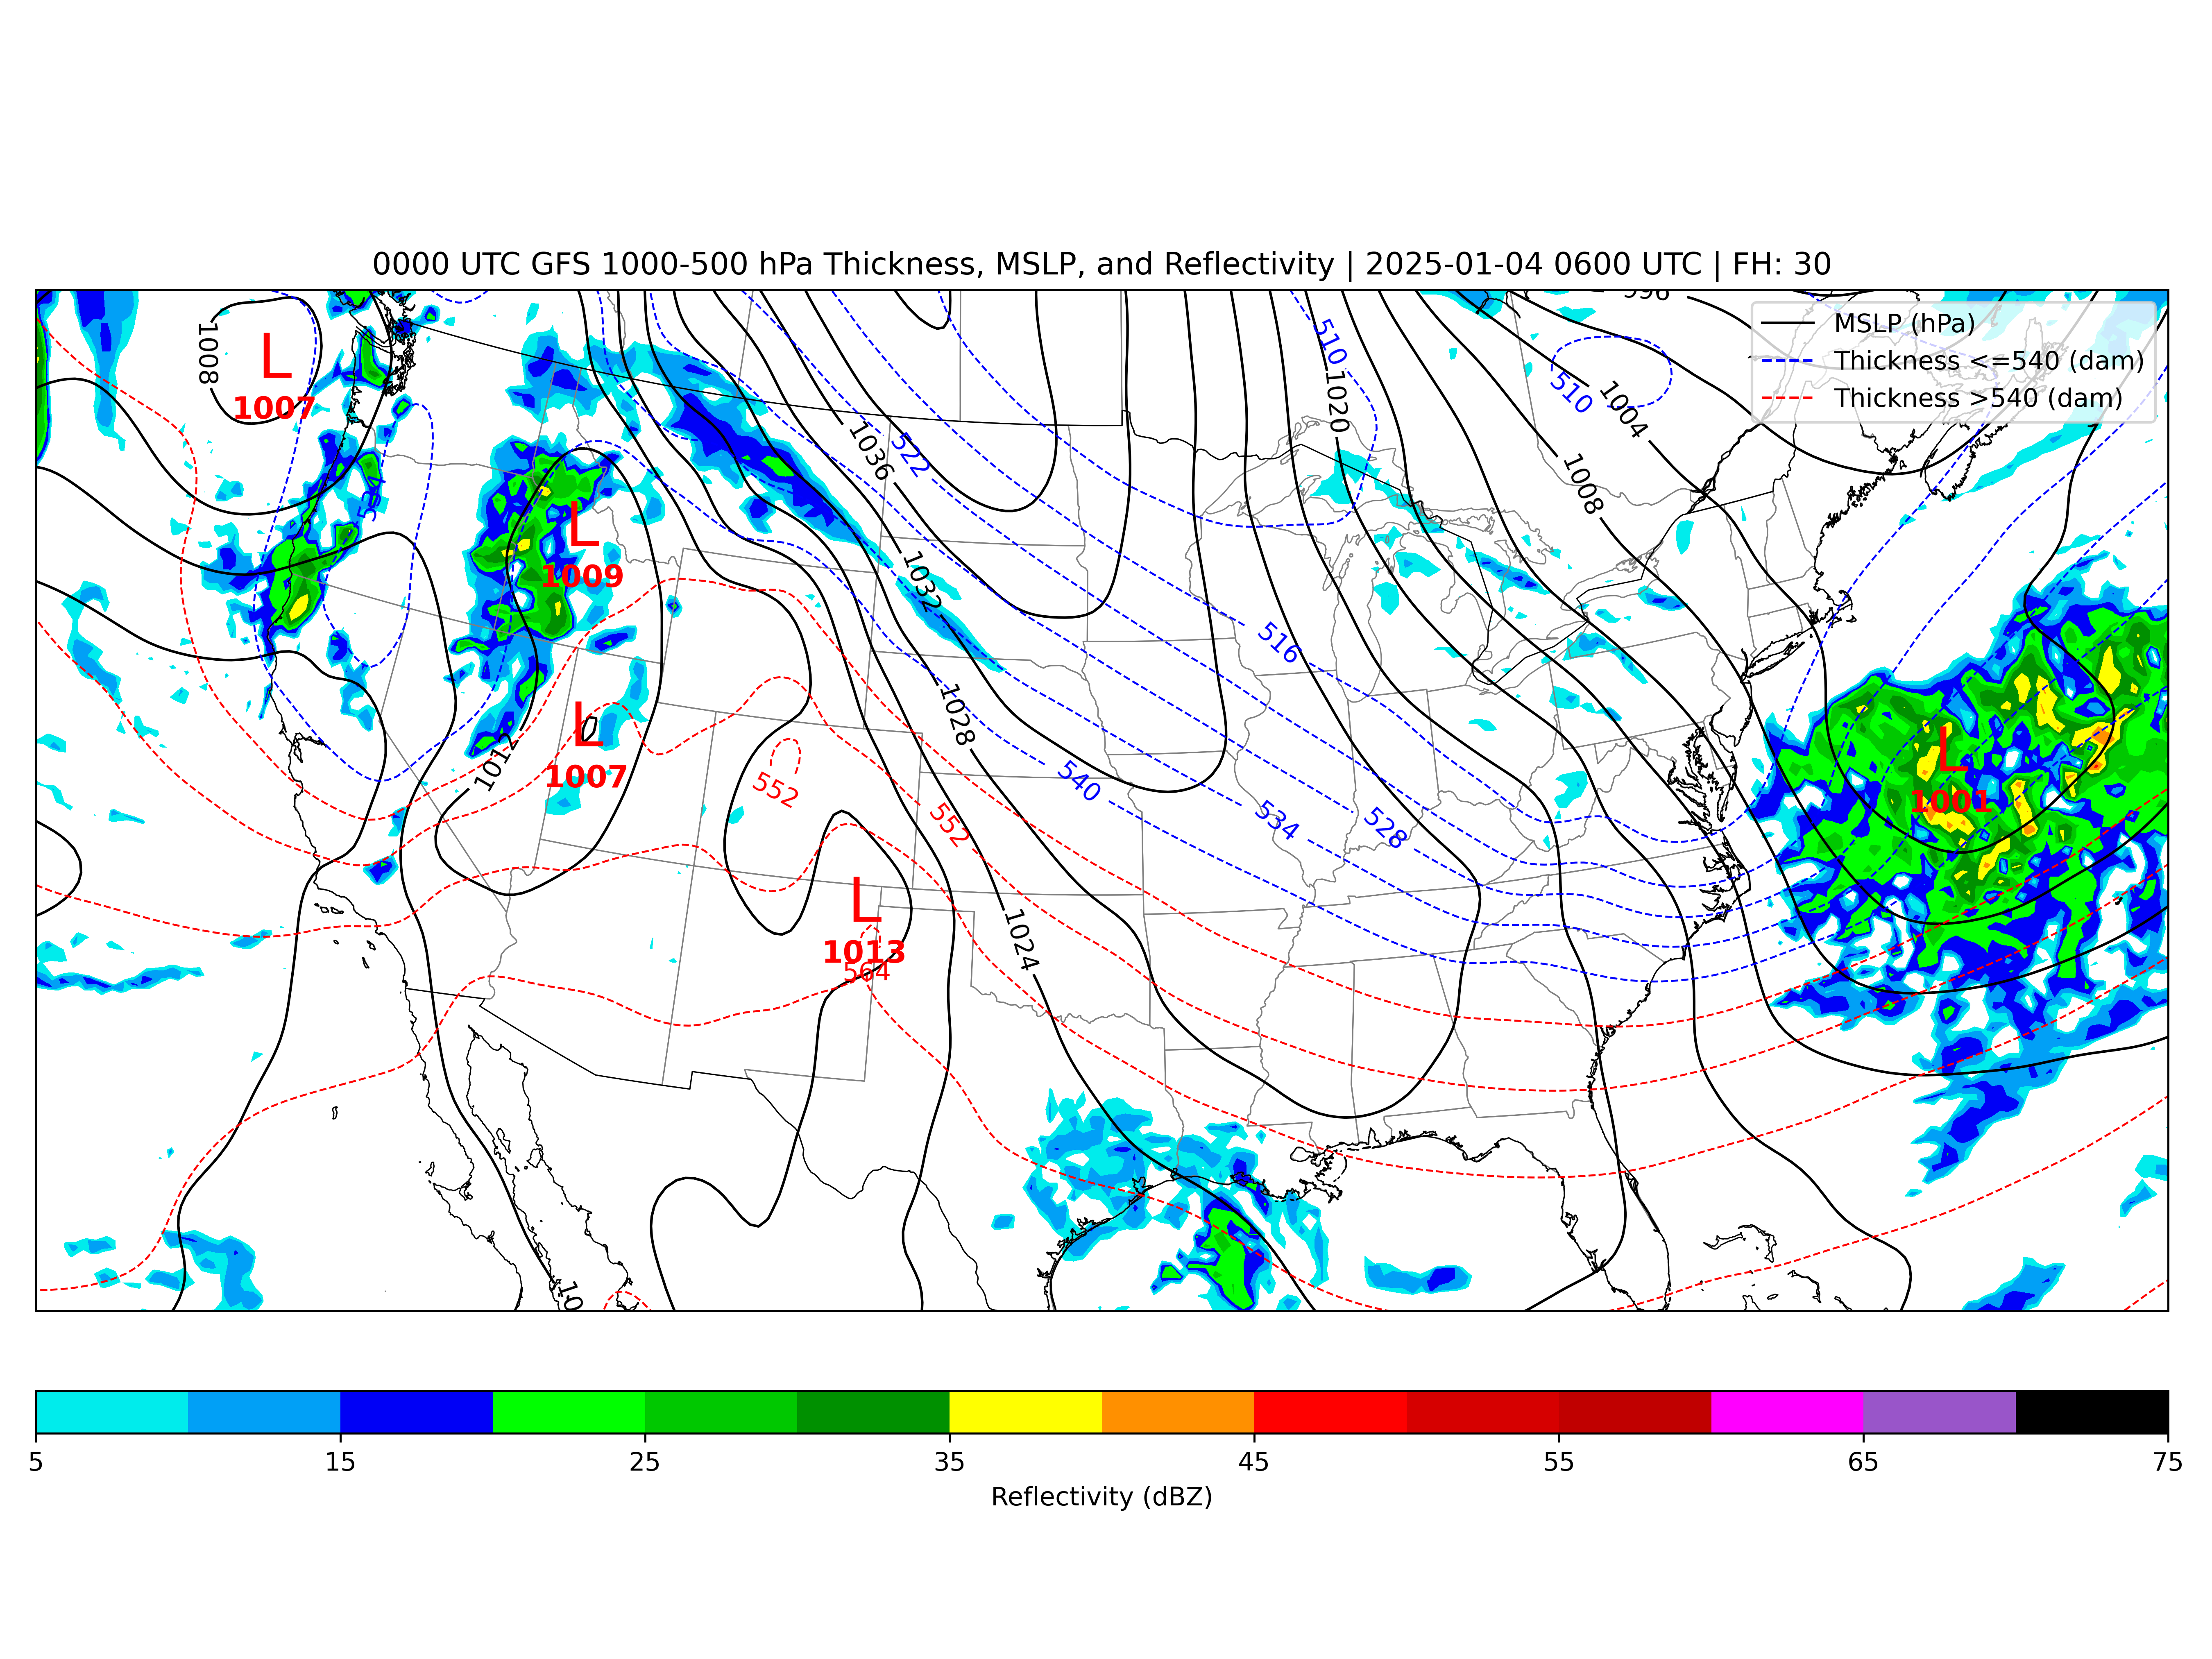 0000 UTC GFS 1000-500 hPa Thickness, MSLP, and Reflectivity | 2025-01-04 0600 UTC | FH: 30
996
MSLP (hPa)
Thickness <=540 (dam)
Thickness >540 (dam)
1008
L
1007
510
1020
510
1004
1036
522
1008
534
L
1009
1032
516
1028
L
1007
1012
552
540
534
528
552
L
1001
L
1013
564
1024
10
5 15 25 35 45 55 65 75
Reflectivity (dBZ)